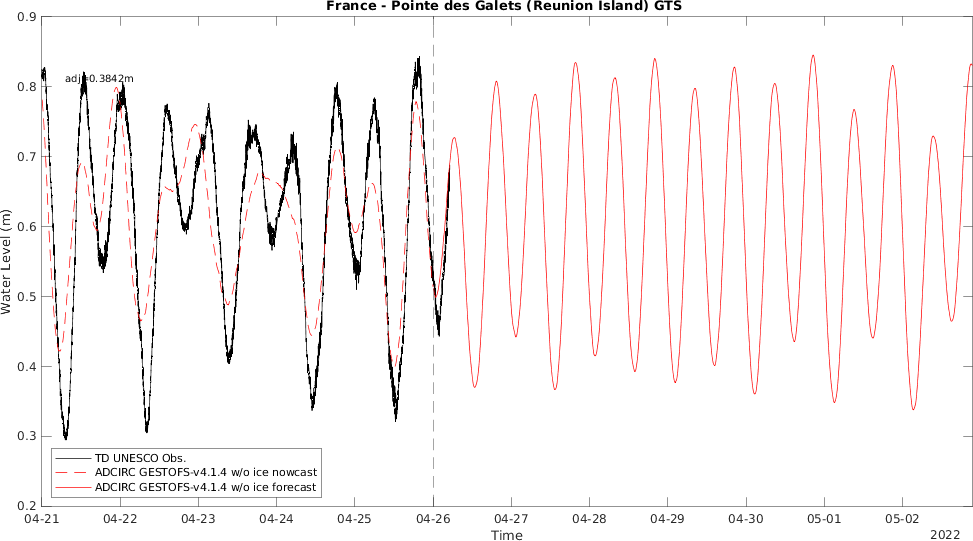 France - Pointe des Galets (Reunion Island) GTS
0.9
0.8
0.7
0.6
0.5
0.4
0.3
0.2
Water Level (m)
adj=0.3842m
TD UNESCO Obs.
ADCIRC GESTOFS-v4.1.4 w/o ice nowcast
ADCIRC GESTOFS-v4.1.4 w/o ice forecast
04-21 04-22 04-23 04-24 04-25 04-26 04-27 04-28 04-29 04-30 05-01 05-02
Time
2022